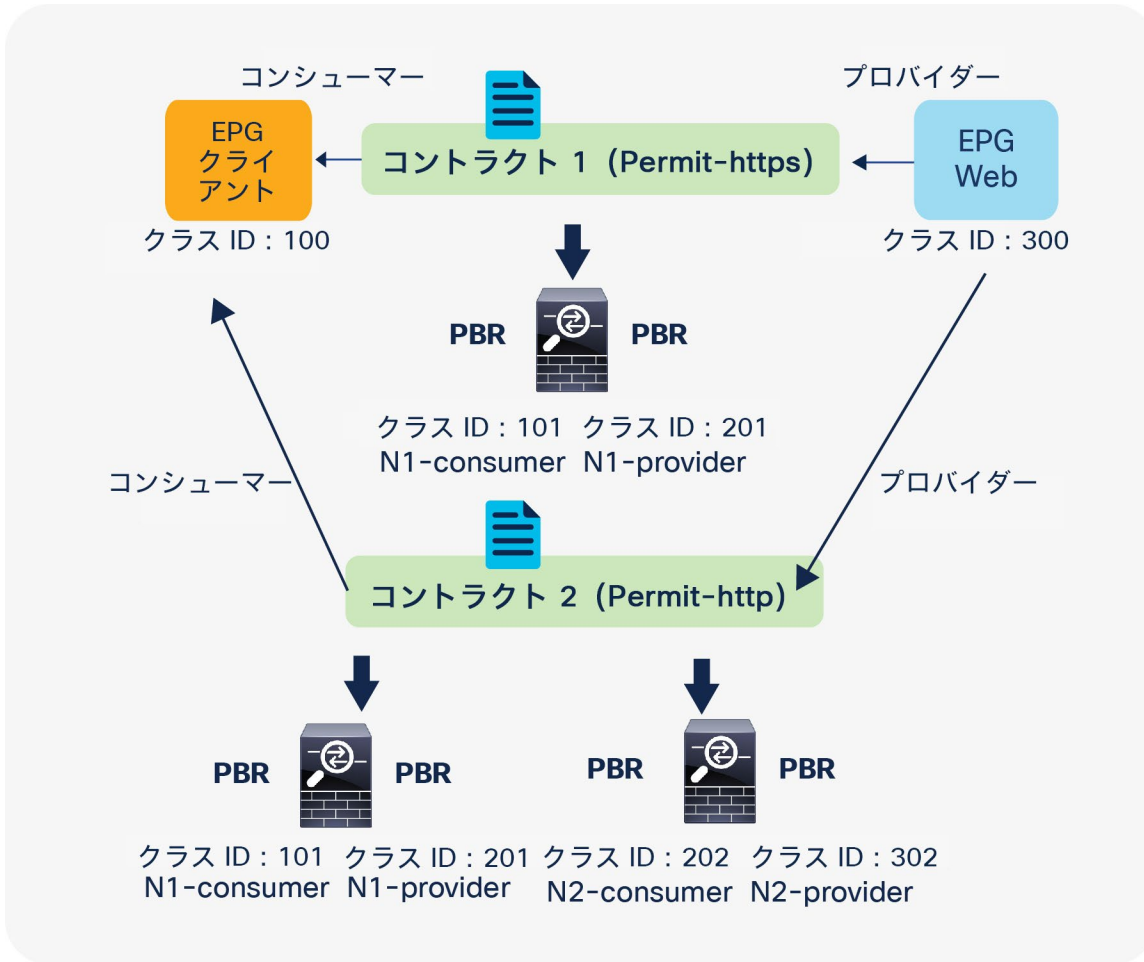 コンシューマー
プロバイダー
EPG
クライ
アント
コントラクト 1（Permit-https）
EPG
Web
クラス ID：100
クラス ID：300
PBR
PBR
クラス ID：101 クラス ID：201
N1-consumer N1-provider
コンシューマー
プロバイダー
コントラクト 2（Permit-http）
PBR
PBR
PBR
PBR
クラス ID：101 クラス ID：201 クラス ID：202 クラス ID：302
N1-consumer N1-provider N2-consumer N2-provider